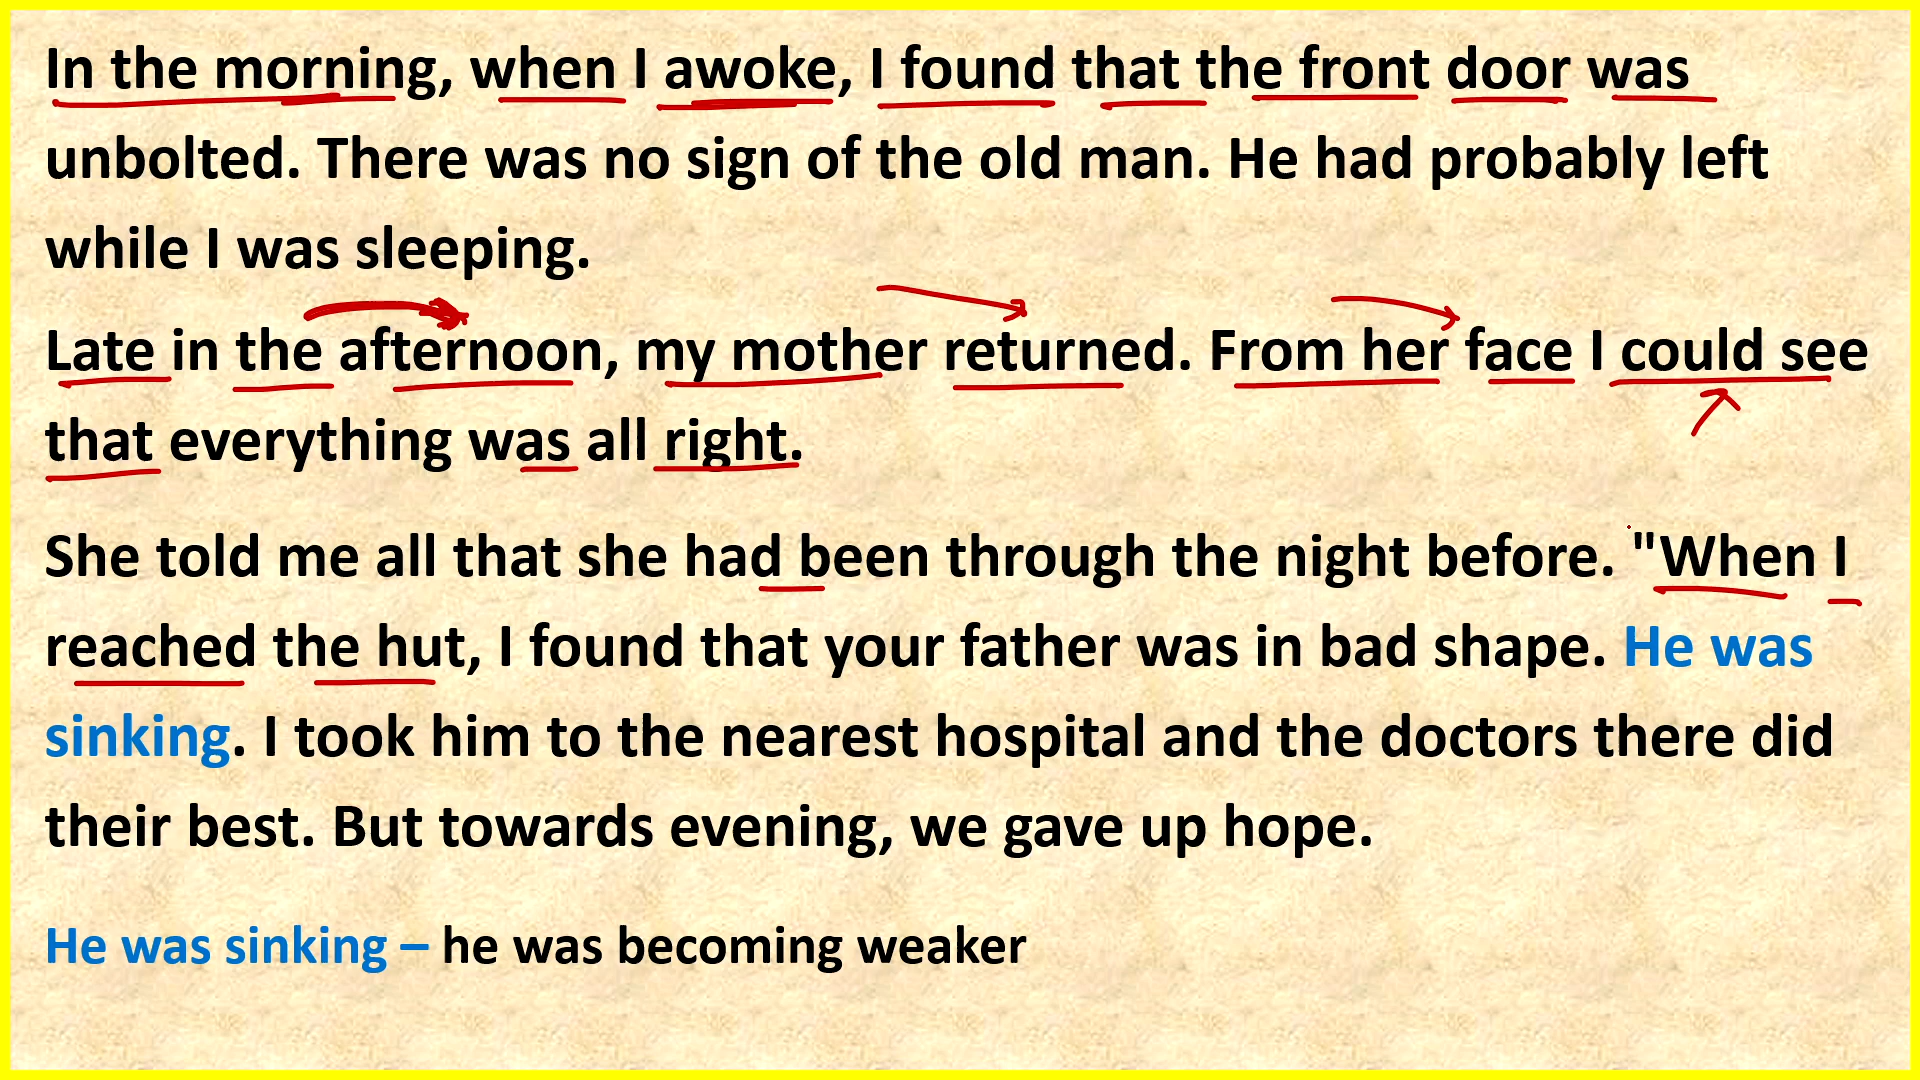 In the morning, when I awoke, I found that the front door was
unbolted. There was no sign of the old man. He had probably left
while I was sleeping.
Late in the afternoon, my mother returned. From her face I could see
that everything was all right.
She told me all that she had been through the night before. "When I
reached the hut, I found that your father was in bad shape. He was
sinking. I took him to the nearest hospital and the doctors there did
their best. But towards evening, we gave up hope.
He was sinking – he was becoming weaker